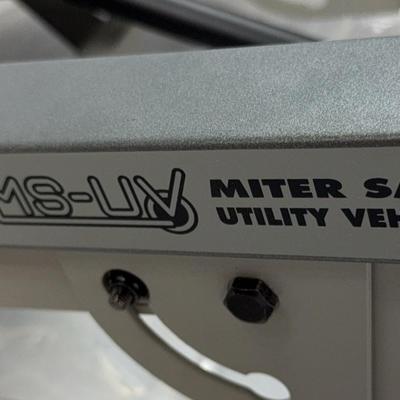 MS-UV
MITER SA
UTILITY VEH